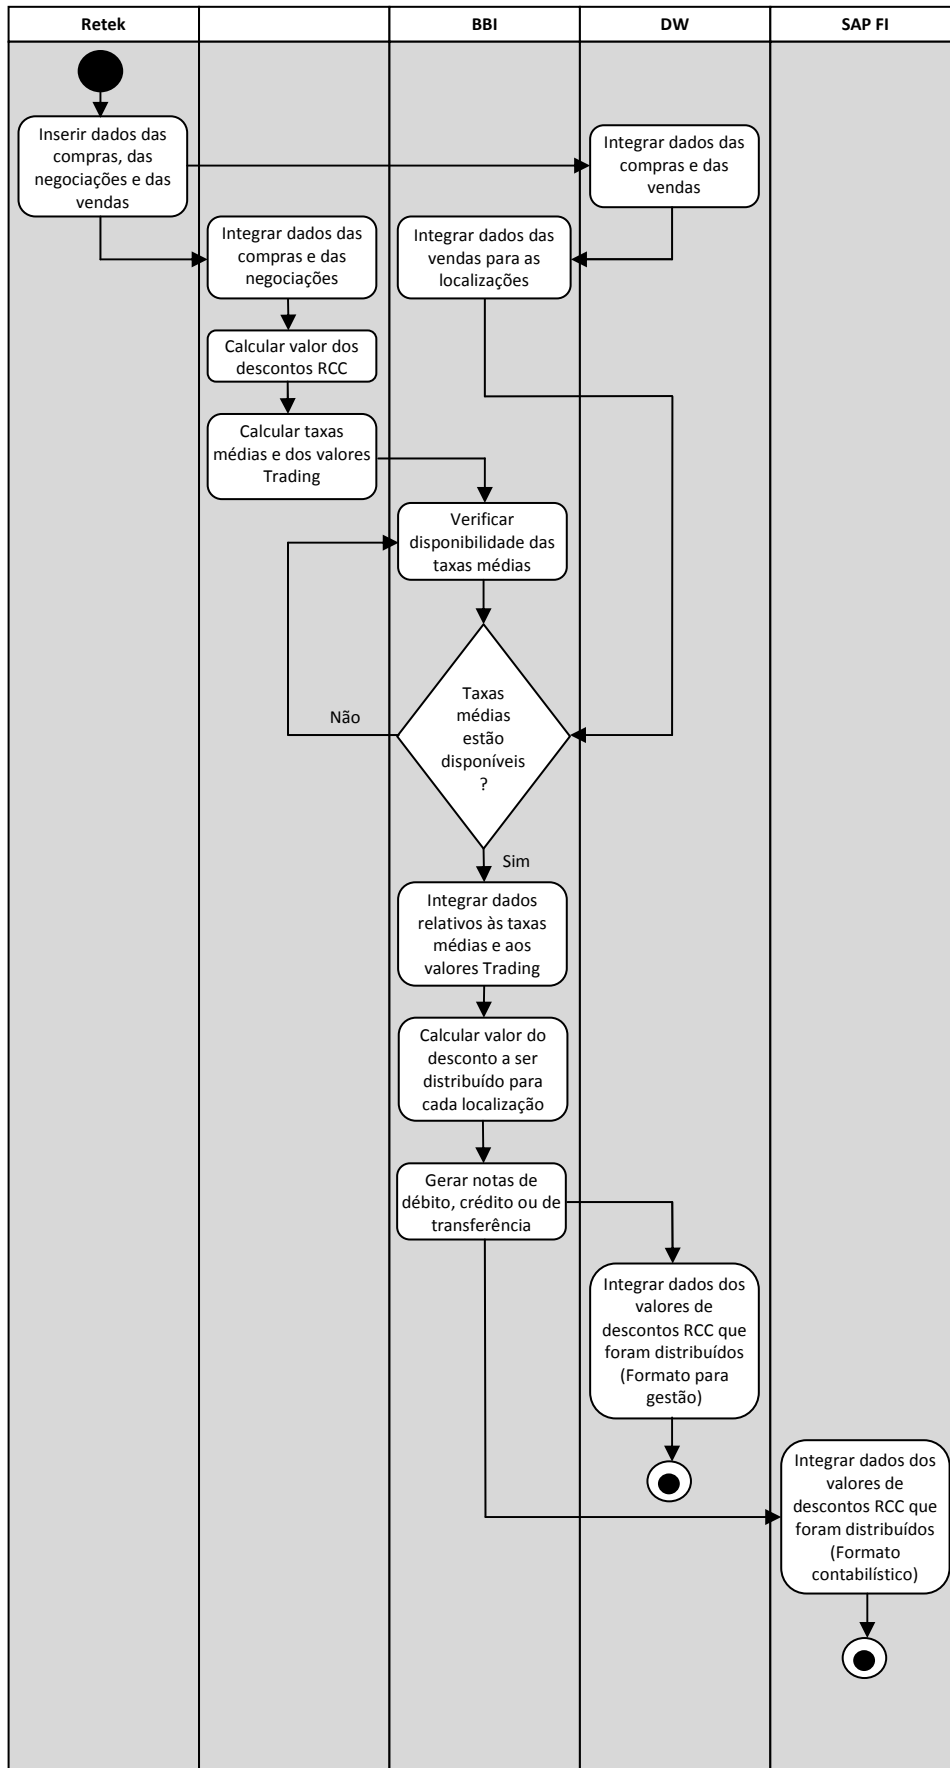 Retek
BBI
DW
SAP FI
Inserir dados das
compras, das
negociações e das
vendas
Integrar dados das
compras e das
vendas
Integrar dados das
compras e das
negociações
Integrar dados das
vendas para as
localizações
Calcular valor dos
descontos RCC
Calcular taxas
médias e dos valores
Trading
Verificar
disponibilidade das
taxas médias
Taxas
médias
estão
disponíveis
?
Não
Sim
Integrar dados
relativos às taxas
médias e aos
valores Trading
Calcular valor do
desconto a ser
distribuído para
cada localização
Gerar notas de
débito, crédito ou de
transferência
Integrar dados dos
valores de
descontos RCC que
foram distribuídos
(Formato para
gestão)
Integrar dados dos
valores de
descontos RCC que
foram distribuídos
(Formato
contabilístico)